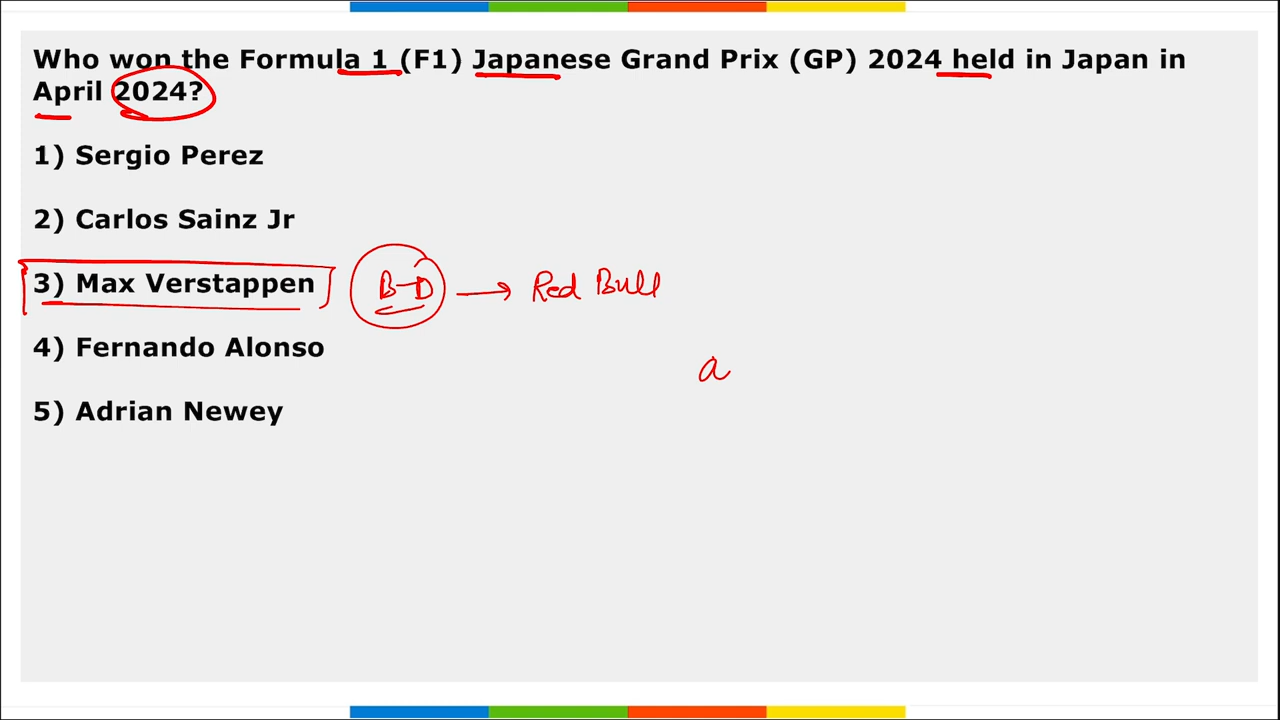 Who won the Formula 1 (F1) Japanese Grand Prix (GP) 2024 held in Japan in
April 2024?
1) Sergio Perez
2) Carlos Sainz Jr
3) Max Verstappen B-D → Red Bull
4) Fernando Alonso
a
5) Adrian Newey